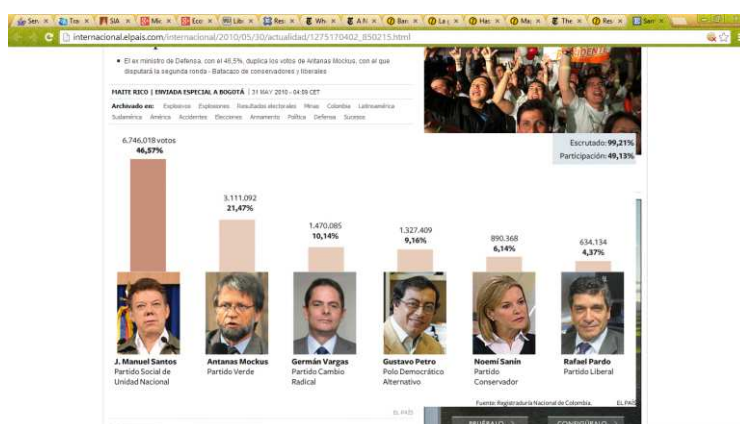 internacional.elpais.com/internacional/2010/05/30/actualidad/1275170402_850215.html
El ex ministro de Defensa, con el 46,5%, duplica los votos de Antanas Mockus, con el que
disputará la segunda ronda - Batacazo de conservadores y liberales
MAITE RICO | ENVIADA ESPECIAL A BOGOTÁ | 31 MAY 2010 - 04:09 CET
Archivado en: Explosivos Explosiones Resultados electorales Minas Colombia Latinoamérica
Sudamérica América Accidentes Elecciones Armamento Política Defensa Sucesos
Escrutado: 99,21%
Participación: 49,13%
6.746.018 votos
46,57%
3.111.092
21,47%
1.470.085
10,14%
1.327.409
9,16%
890.368
6,14%
634.134
4,37%
J. Manuel Santos
Partido Social de
Unidad Nacional
Antanas Mockus
Partido Verde
Germán Vargas
Partido Cambio
Radical
Gustavo Petro
Polo Democrático
Alternativo
Noemí Sanín
Partido
Conservador
Rafael Pardo
Partido Liberal
Fuente: Registraduría Nacional de Colombia.
EL PAÍS
EL PAÍS